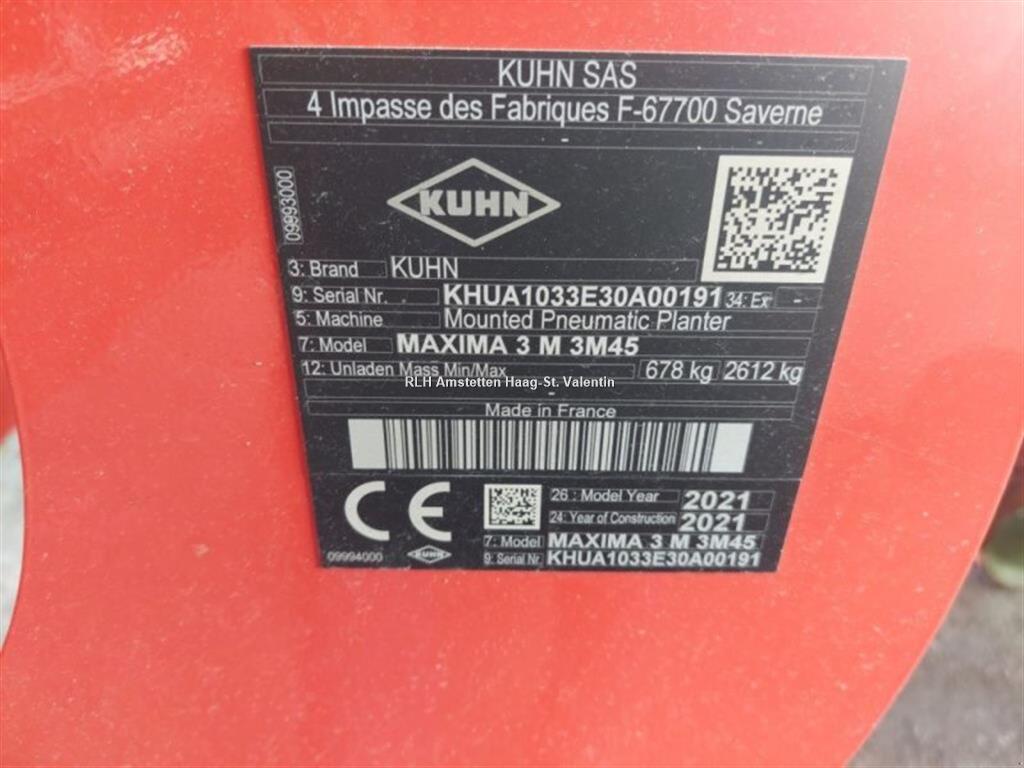 KUHN SAS
4 Impasse des Fabriques F-67700 Saverne
-
09893000
KUHN
3: Brand KUHN
9: Serial Nr. KHUA1033E30A00191 34: Ex -
5: Machine Mounted Pneumatic Planter
7: Model MAXIMA 3 M 3M45
12: Unladen Mass Min/Max 678 kg 2612 kg
RLH Amstetten Haag-St. Valentin
-
Made in France
CE
26 : Model Year 2021
24: Year of Construction 2021
7: Model MAXIMA 3 M 3M45
9: Serial Nr. KHUA1033E30A00191
09994000 KUHN